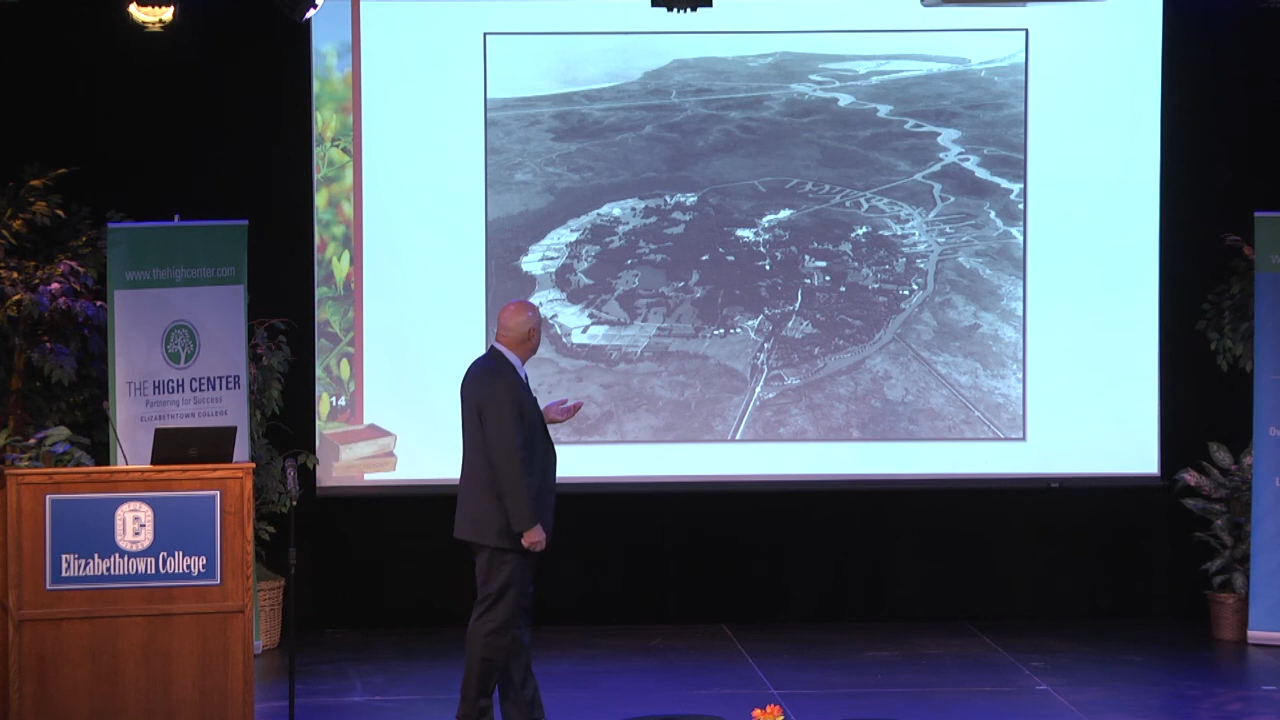 www.thehighcenter.com
THE HIGH CENTER
Partnering for Success
ELIZABETHTOWN COLLEGE
14
E
Elizabethtown College